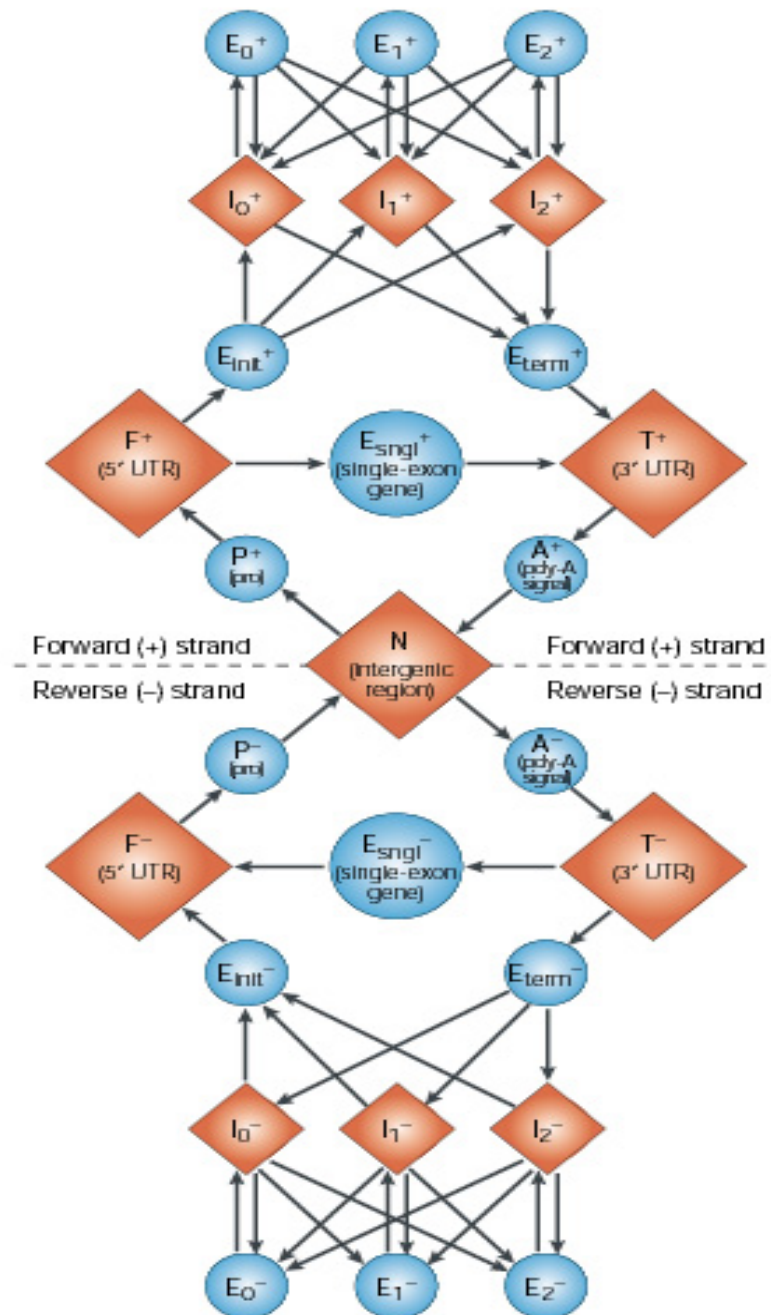 E0+ E1+ E2+
I0+ I1+ I2+
Einit+ Eterm+
F+
(5' UTR)
Esngl+
(single-exon
gene)
T+
(3' UTR)
P+
(pro)
A+
(poly-A
signal)
N
(intergenic
region)
Forward (+) strand
Forward (+) strand
Reverse (–) strand
Reverse (–) strand
P–
(pro)
A–
(poly-A
signal)
F–
(5' UTR)
Esngl–
(single-exon
gene)
T–
(3' UTR)
Einit– Eterm–
I0– I1– I2–
E0– E1– E2–